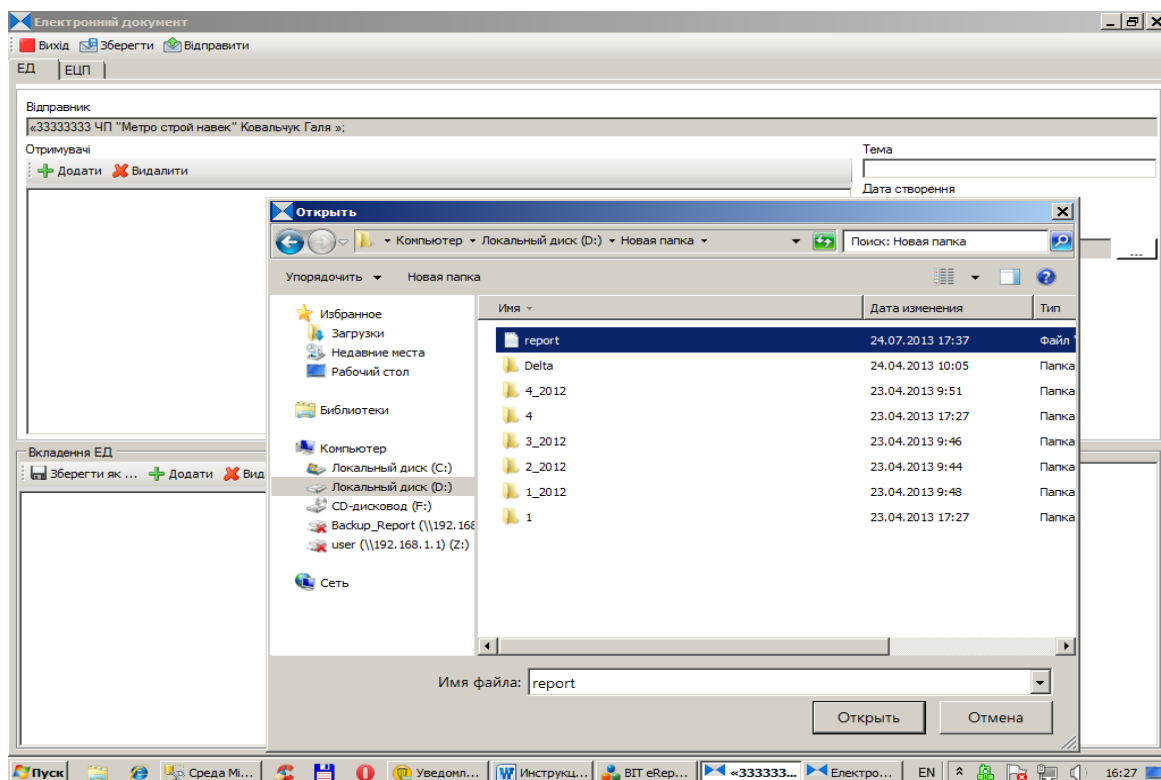 Електронний документ
Вихід Зберегти Відправити
ЕД ЕЦП
Відправник
«33333333 ЧП "Метро строй навек" Ковальчук Галя »;
Отримувачі
Додати Видалити
Тема
Дата створення
...
Вкладення ЕД
Зберегти як ... Додати Вид
Открыть
Компьютер Локальный диск (D:) Новая папка
Поиск: Новая папка
Упорядочить Новая папка
Избранное
Загрузки
Недавние места
Рабочий стол
Библиотеки
Компьютер
Локальный диск (C:)
Локальный диск (D:)
CD-дисковод (F:)
Backup_Report (\\192.168
user (\\192.168.1.1) (Z:)
Сеть
Имя Дата изменения Тип
report 24.07.2013 17:37 Файл
Delta 24.04.2013 10:05 Папка
4_2012 23.04.2013 9:51 Папка
4 23.04.2013 17:27 Папка
3_2012 23.04.2013 9:46 Папка
2_2012 23.04.2013 9:44 Папка
1_2012 23.04.2013 9:48 Папка
1 23.04.2013 17:27 Папка
Имя файла: report
Открыть Отмена
Пуск Среда Mi... Уведомл... Инструкц... BIT eRep... «333333... Електро... EN 16:27